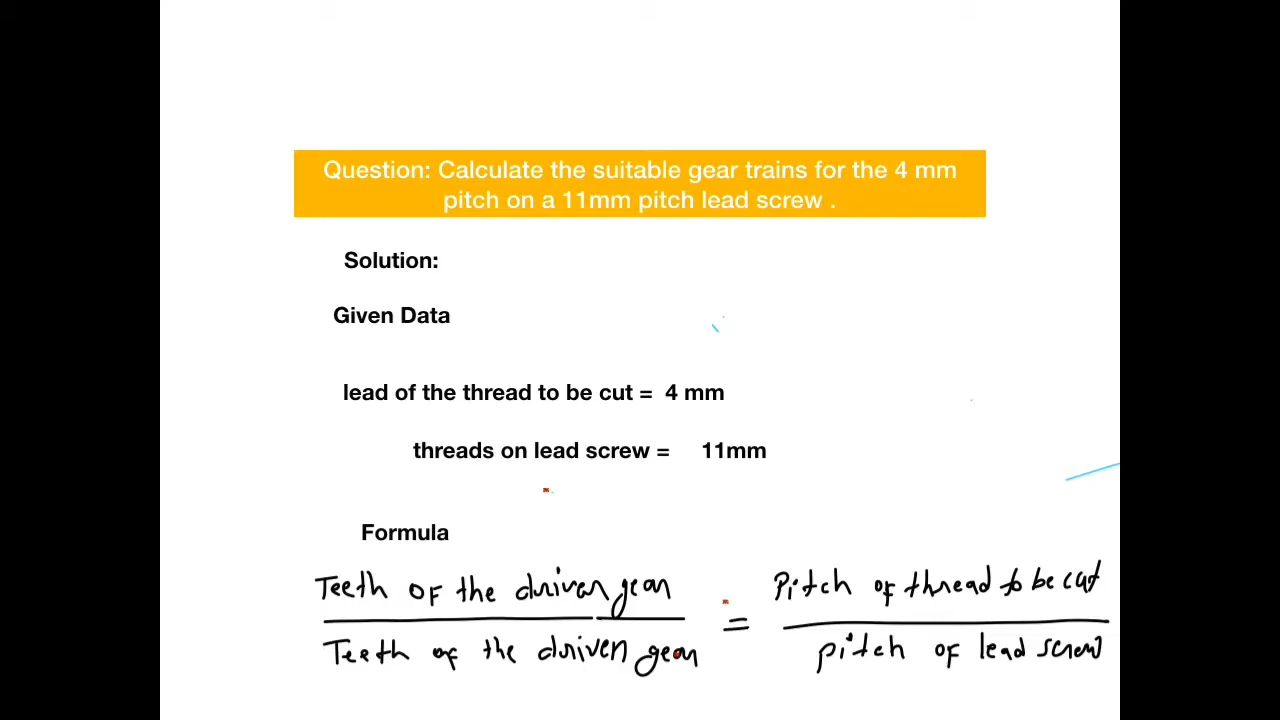 Question: Calculate the suitable gear trains for the 4 mm
pitch on a 11mm pitch lead screw .
Solution:
Given Data
lead of the thread to be cut = 4 mm
threads on lead screw = 11mm
Formula
Teeth of the driven gear
Teeth of the driven gear
=
Pitch of thread to be cut
pitch of lead screw